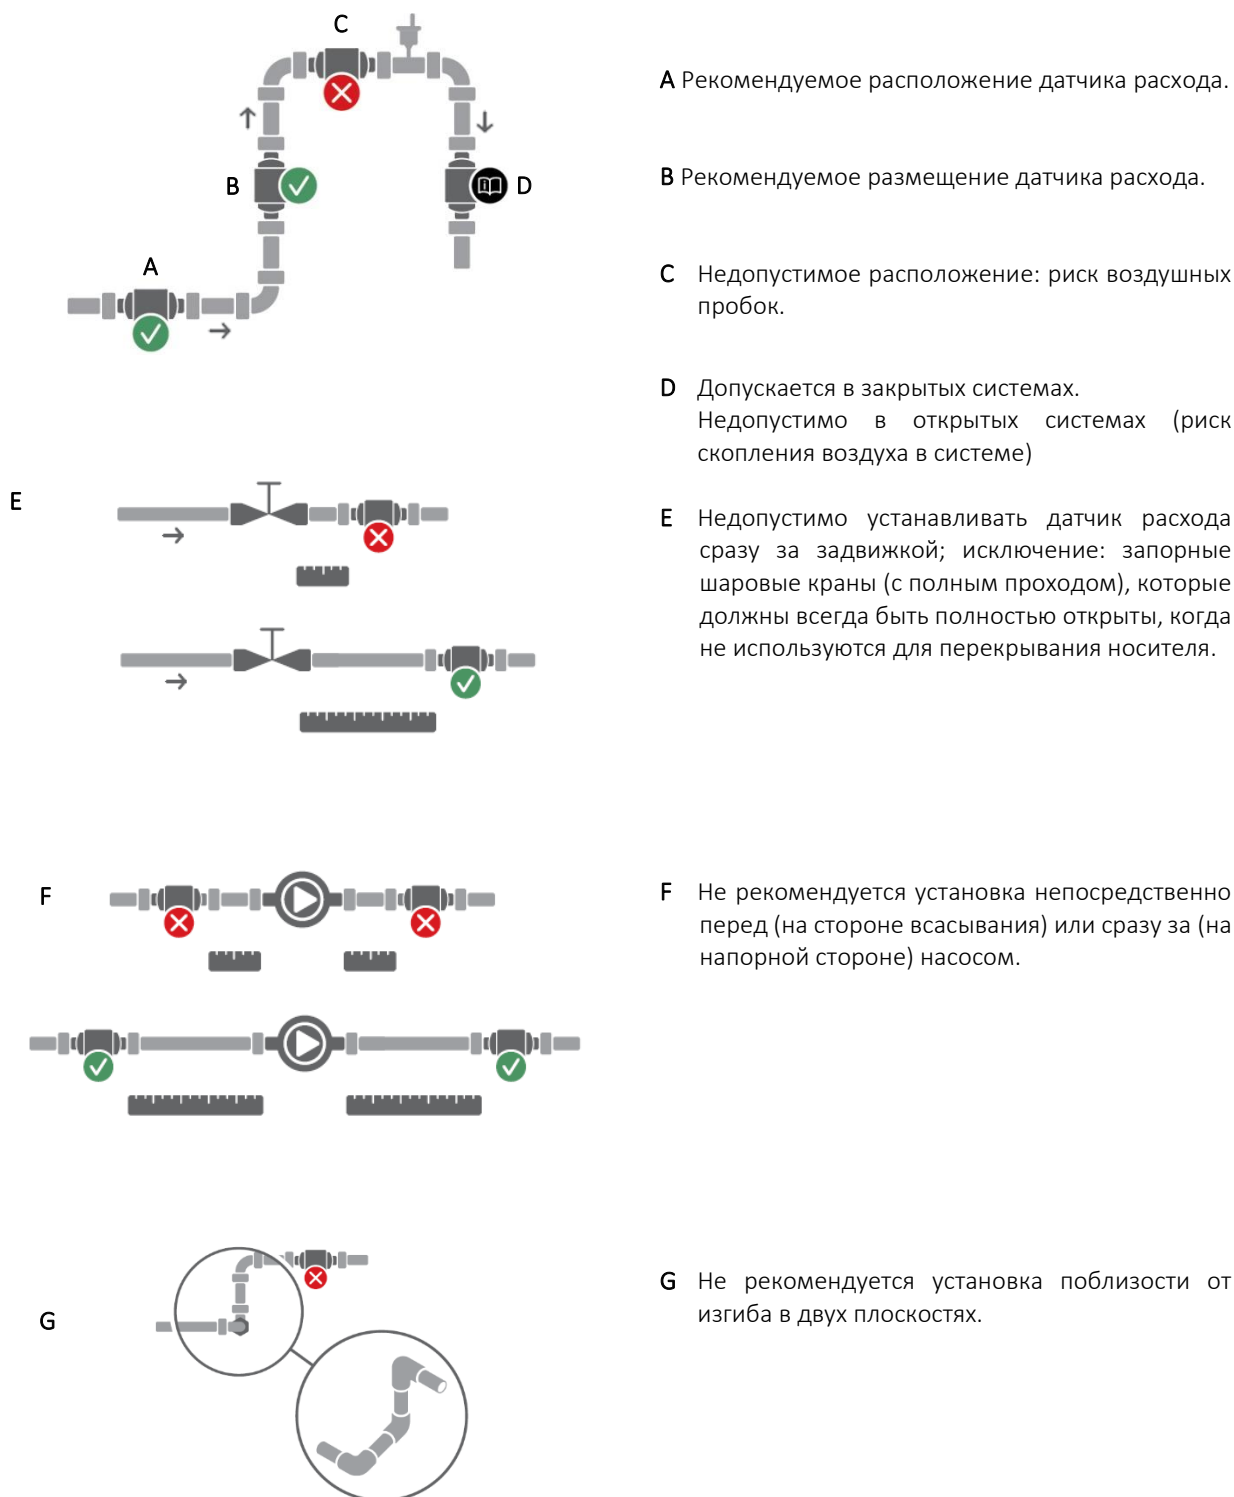 C
A Рекомендуемое расположение датчика расхода.
B
D
B Рекомендуемое размещение датчика расхода.
A
C Недопустимое расположение: риск воздушных
пробок.
D Допускается в закрытых системах.
Недопустимо в открытых системах (риск
скопления воздуха в системе)
E
E Недопустимо устанавливать датчик расхода
сразу за задвижкой; исключение: запорные
шаровые краны (с полным проходом), которые
должны всегда быть полностью открыты, когда
не используются для перекрывания носителя.
F
F Не рекомендуется установка непосредственно
перед (на стороне всасывания) или сразу за (на
напорной стороне) насосом.
G
G Не рекомендуется установка поблизости от
изгиба в двух плоскостях.